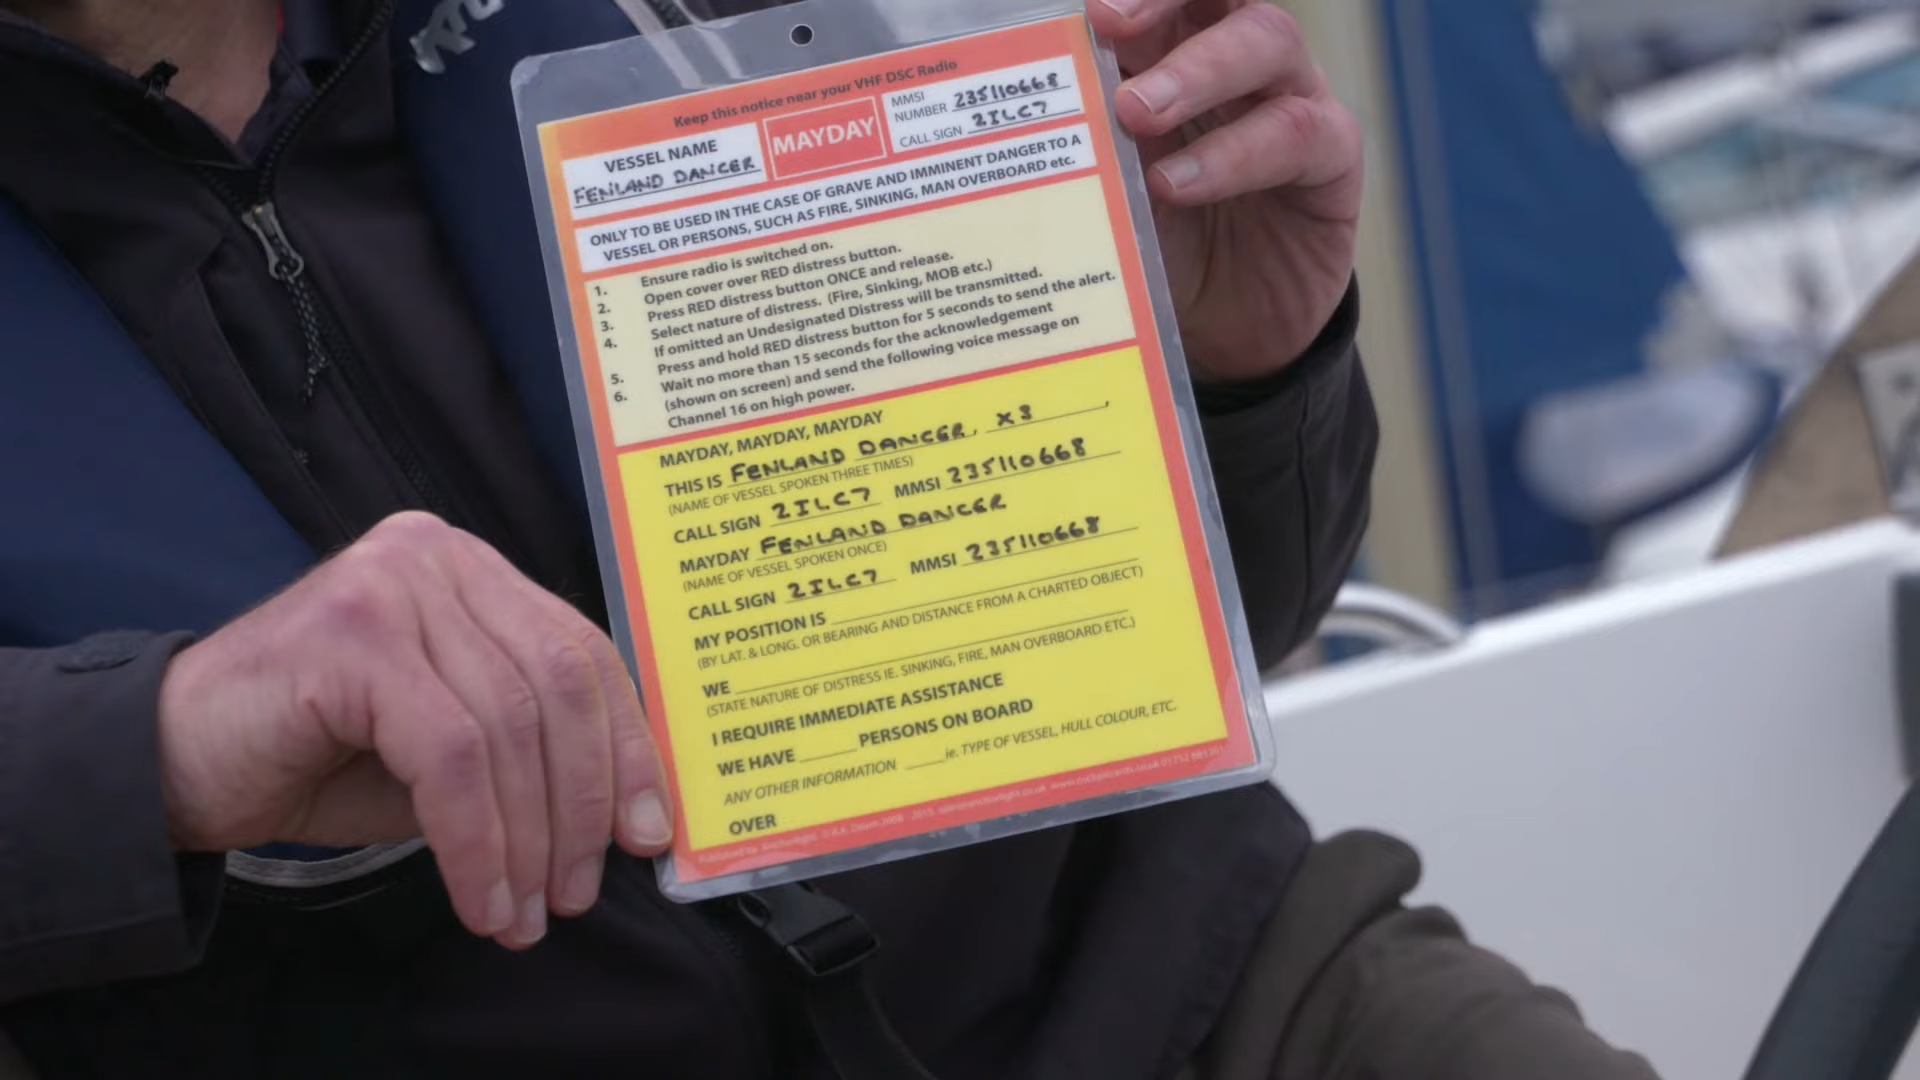 Keep this notice near your VHF DSC Radio
VESSEL NAME
FENLAND DANCER
MAYDAY
MMSI
NUMBER 235110668
CALL SIGN 2ILC7
ONLY TO BE USED IN THE CASE OF GRAVE AND IMMINENT DANGER TO A
VESSEL OR PERSONS, SUCH AS FIRE, SINKING, MAN OVERBOARD etc.
1. Ensure radio is switched on.
2. Open cover over RED distress button.
3. Press RED distress button ONCE and release.
4. Select nature of distress. (Fire, Sinking, MOB etc.)
If omitted an Undesignated Distress will be transmitted.
5. Press and hold RED distress button for 5 seconds to send the alert.
6. Wait no more than 15 seconds for the acknowledgement
(shown on screen) and send the following voice message on
Channel 16 on high power.
MAYDAY, MAYDAY, MAYDAY
THIS IS FENLAND DANCER, x3,
(NAME OF VESSEL SPOKEN THREE TIMES)
CALL SIGN 2ILC7 MMSI 235110668
MAYDAY FENLAND DANCER
(NAME OF VESSEL SPOKEN ONCE)
CALL SIGN 2ILC7 MMSI 235110668
MY POSITION IS
(BY LAT. & LONG. OR BEARING AND DISTANCE FROM A CHARTED OBJECT)
WE
(STATE NATURE OF DISTRESS IE. SINKING, FIRE, MAN OVERBOARD ETC.)
I REQUIRE IMMEDIATE ASSISTANCE
WE HAVE ______ PERSONS ON BOARD
ANY OTHER INFORMATION _____ie. TYPE OF VESSEL, HULL COLOUR, ETC.
OVER